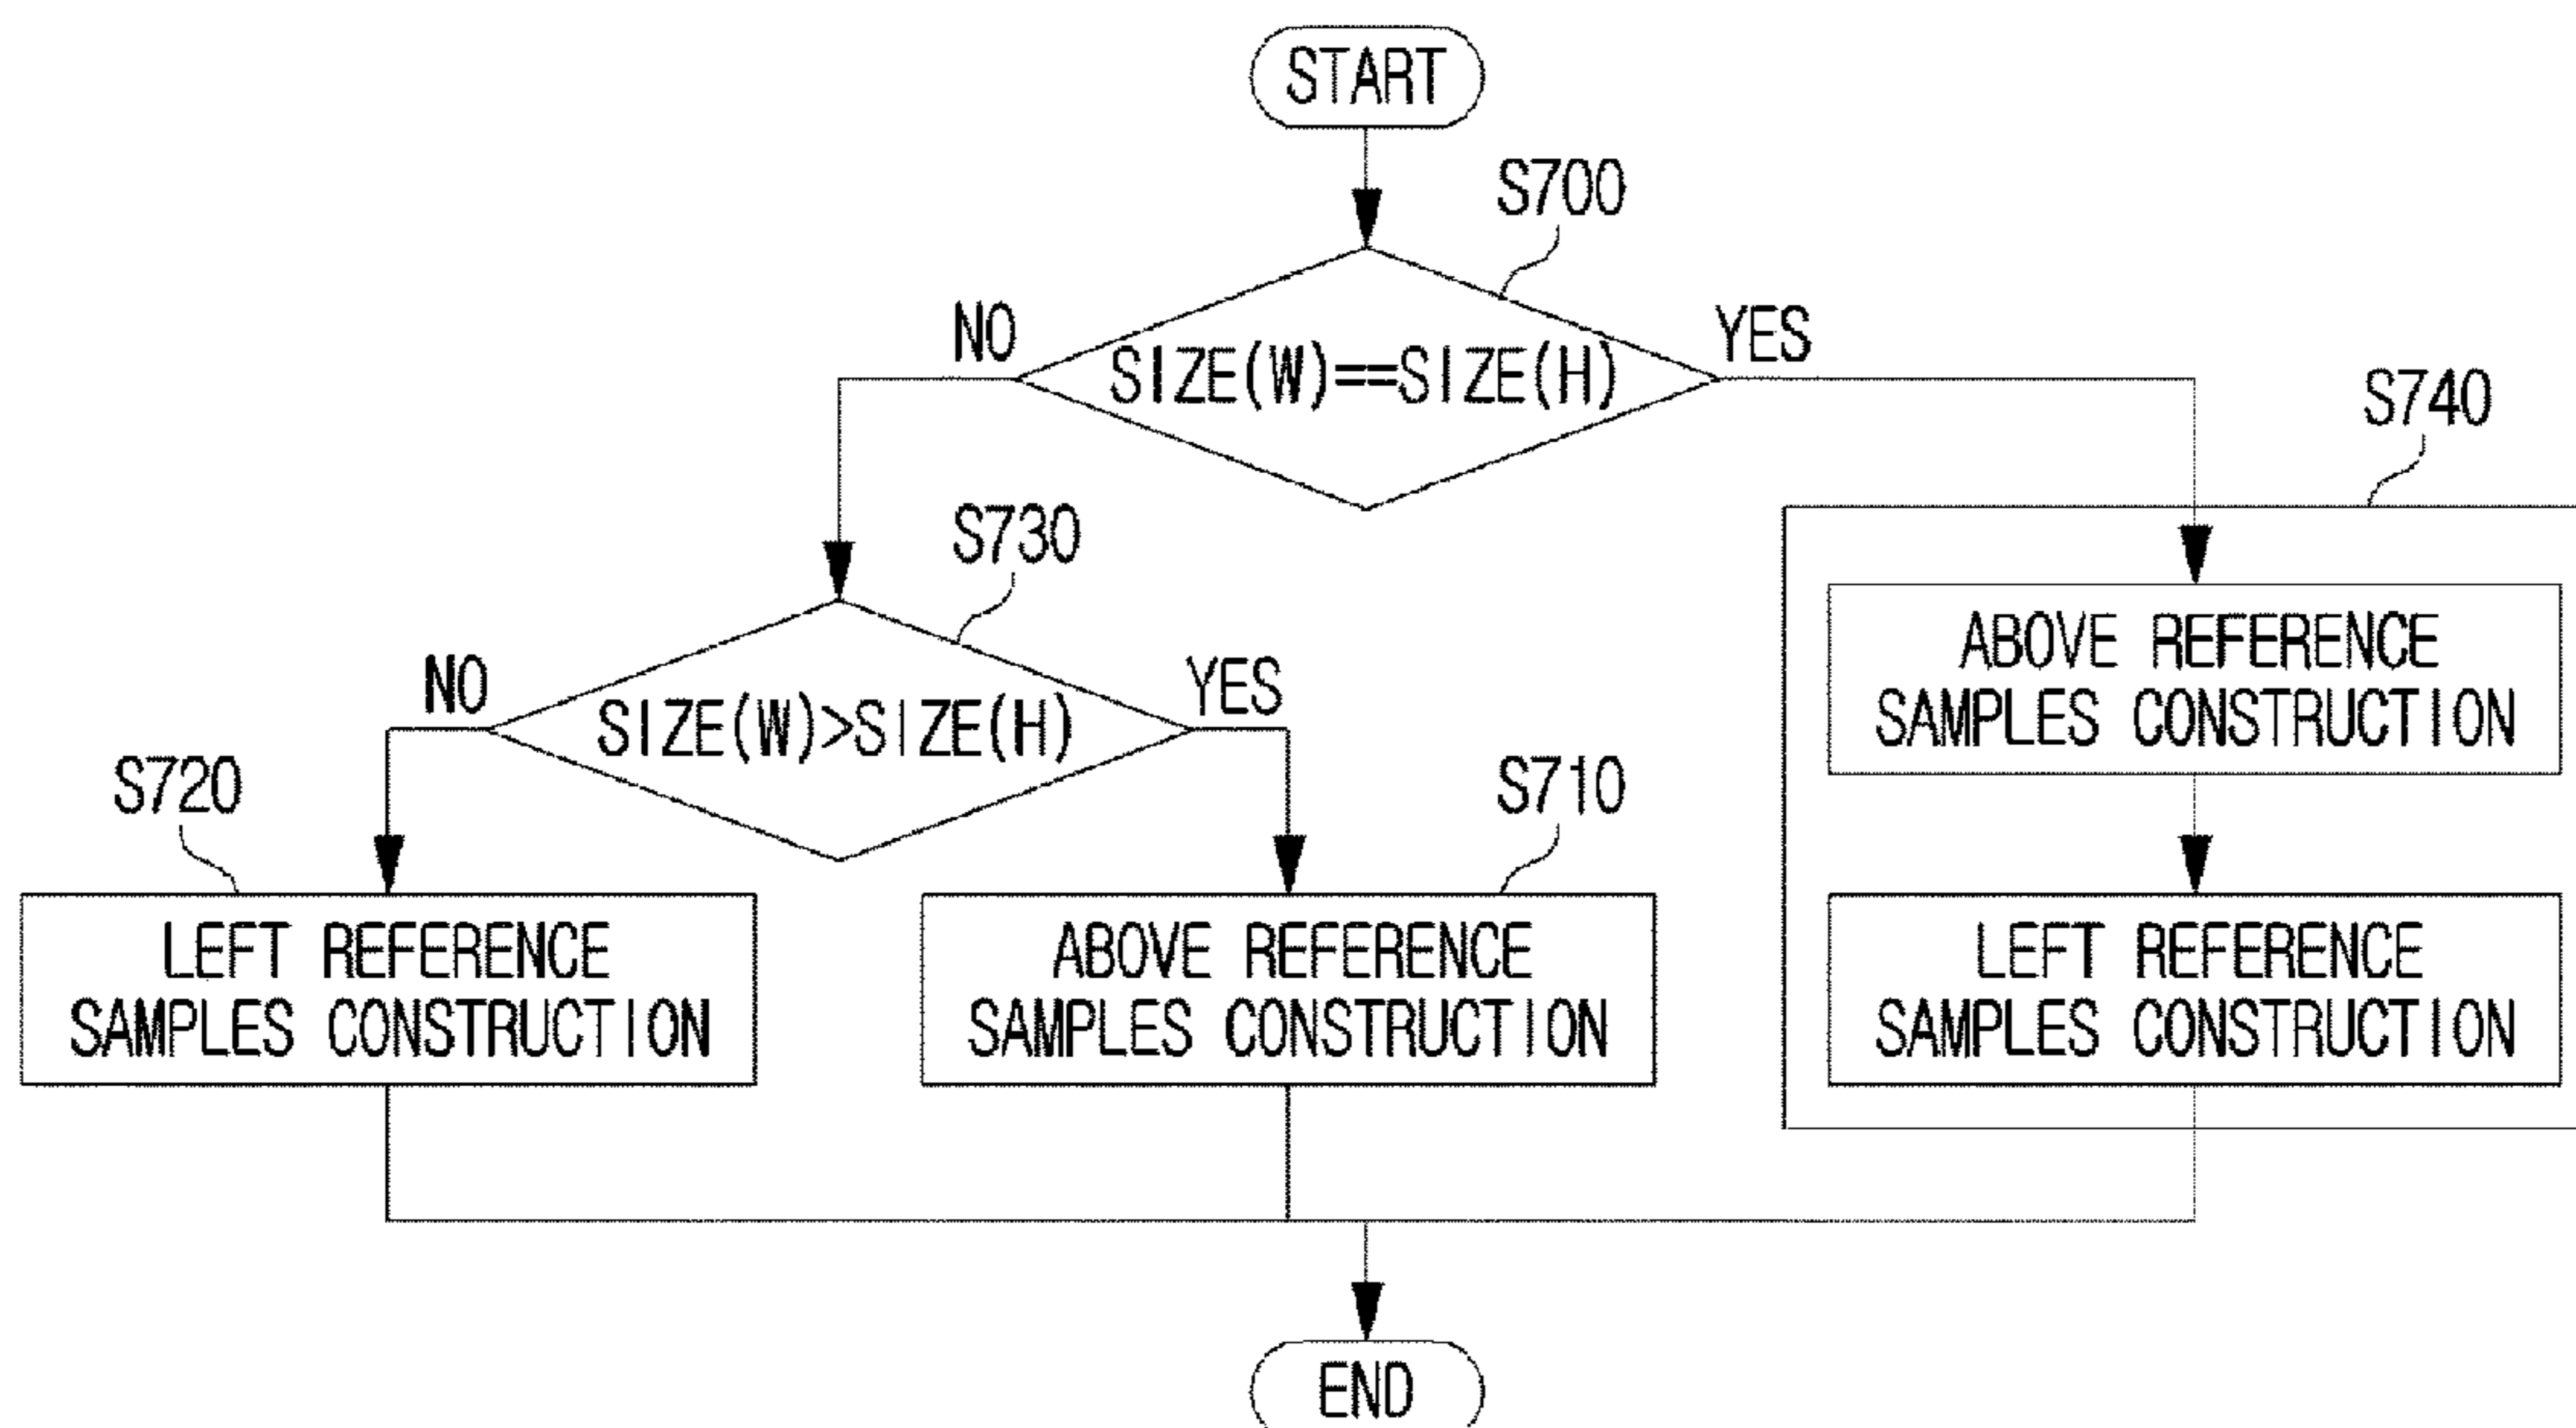 START
S700
NO
YES
SIZE(W)==SIZE(H)
S740
S730
NO
YES
SIZE(W)>SIZE(H)
ABOVE REFERENCE
SAMPLES CONSTRUCTION
S720
S710
LEFT REFERENCE
SAMPLES CONSTRUCTION
ABOVE REFERENCE
SAMPLES CONSTRUCTION
LEFT REFERENCE
SAMPLES CONSTRUCTION
END